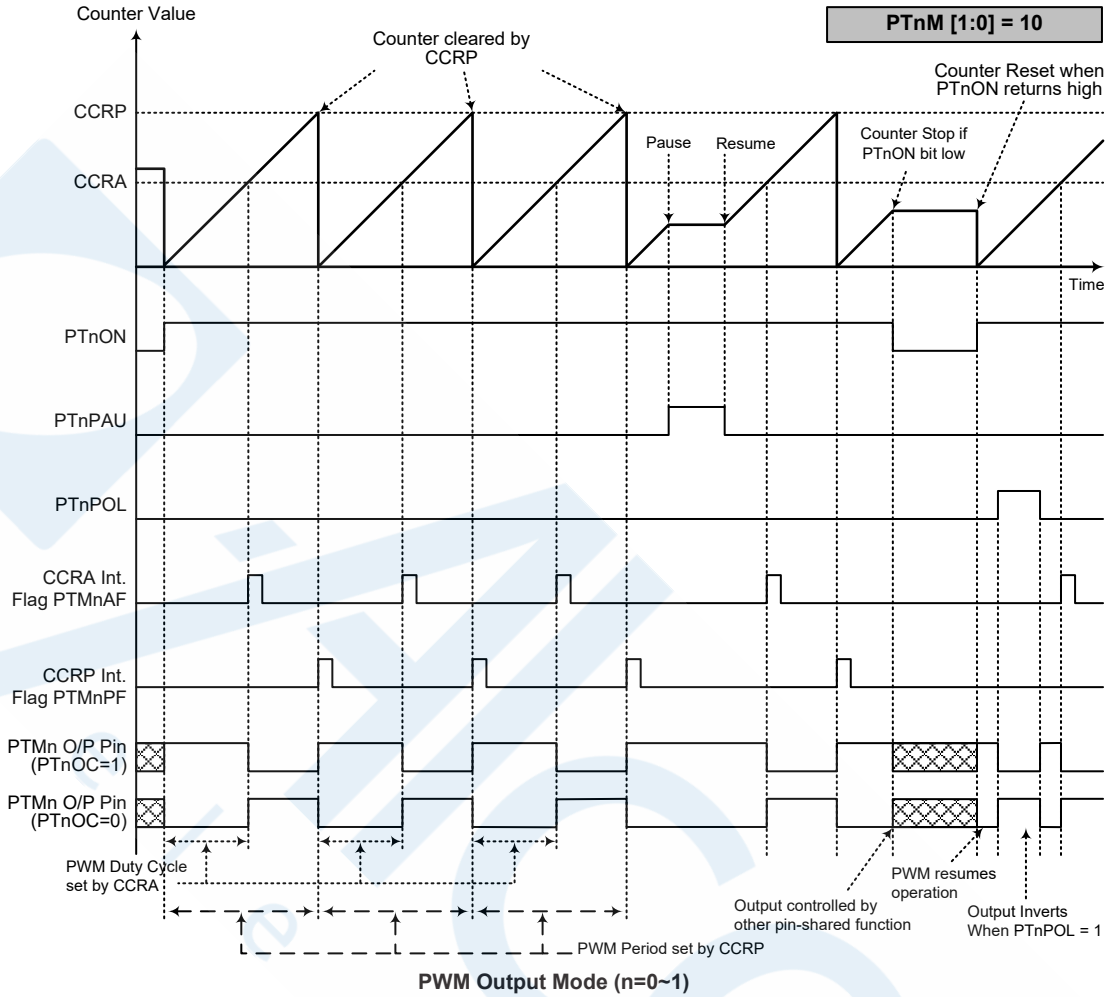 Counter Value
PTnM [1:0] = 10
Counter cleared by
CCRP
Counter Reset when
PTnON returns high
CCRP
Counter Stop if
PTnON bit low
Pause
Resume
CCRA
Time
PTnON
PTnPAU
PTnPOL
CCRA Int.
Flag PTMnAF
CCRP Int.
Flag PTMnPF
PTMn O/P Pin
(PTnOC=1)
PTMn O/P Pin
(PTnOC=0)
PWM Duty Cycle
set by CCRA
PWM resumes
operation
Output controlled by
other pin-shared function
Output Inverts
When PTnPOL = 1
PWM Period set by CCRP
PWM Output Mode (n=0~1)